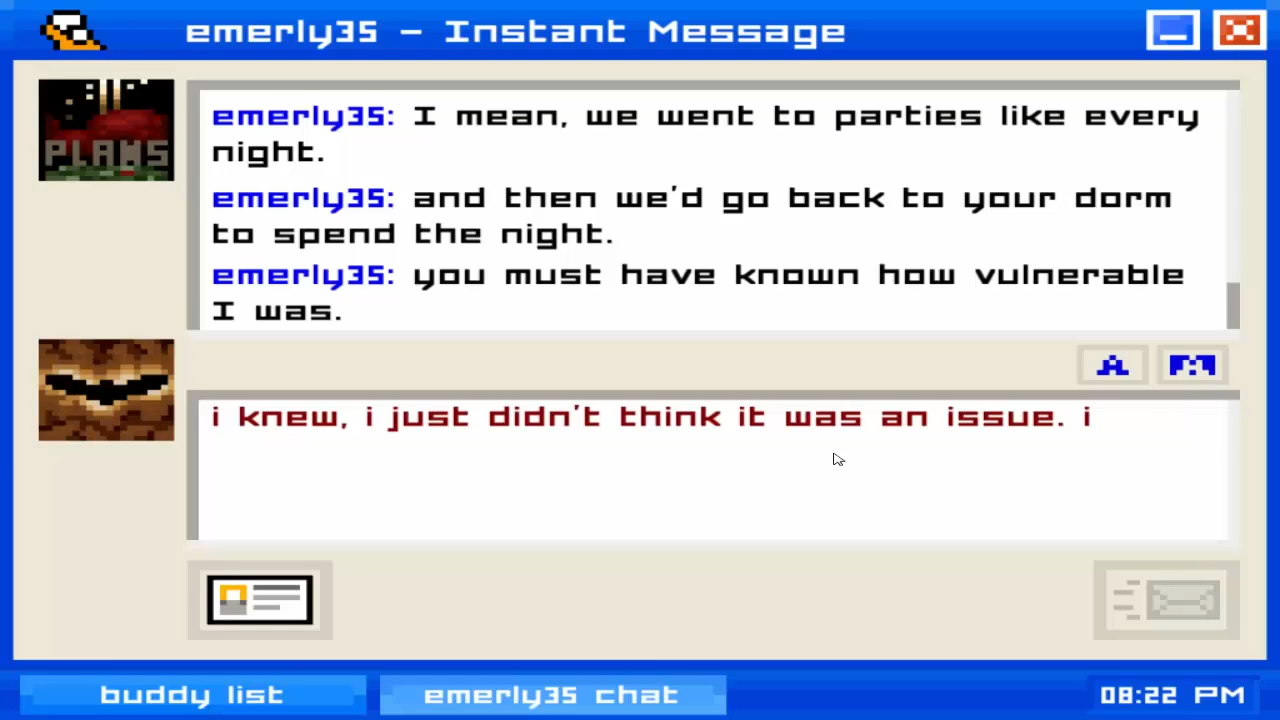 emerly35 - Instant Message
PLANS
emerly35: I mean, we went to parties like every
night.
emerly35: and then we'd go back to your dorm
to spend the night.
emerly35: you must have known how vulnerable
I was.
A
i knew, i just didn't think it was an issue. i
buddy list
emerly35 chat
08:22 PM